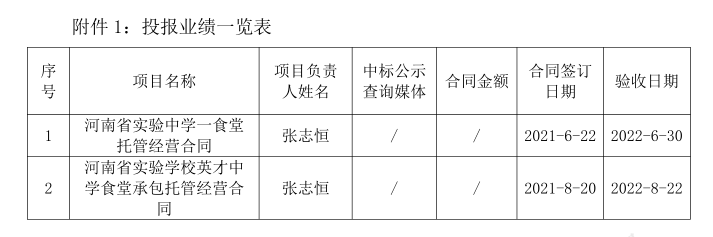 附件 1：投报业绩一览表
序号 项目名称 项目负责人姓名 中标公示查询媒体 合同金额 合同签订日期 验收日期
1 河南省实验中学一食堂托管经营合同 张志恒 / / 2021-6-22 2022-6-30
2 河南省实验学校英才中学食堂承包托管经营合同 张志恒 / / 2021-8-20 2022-8-22